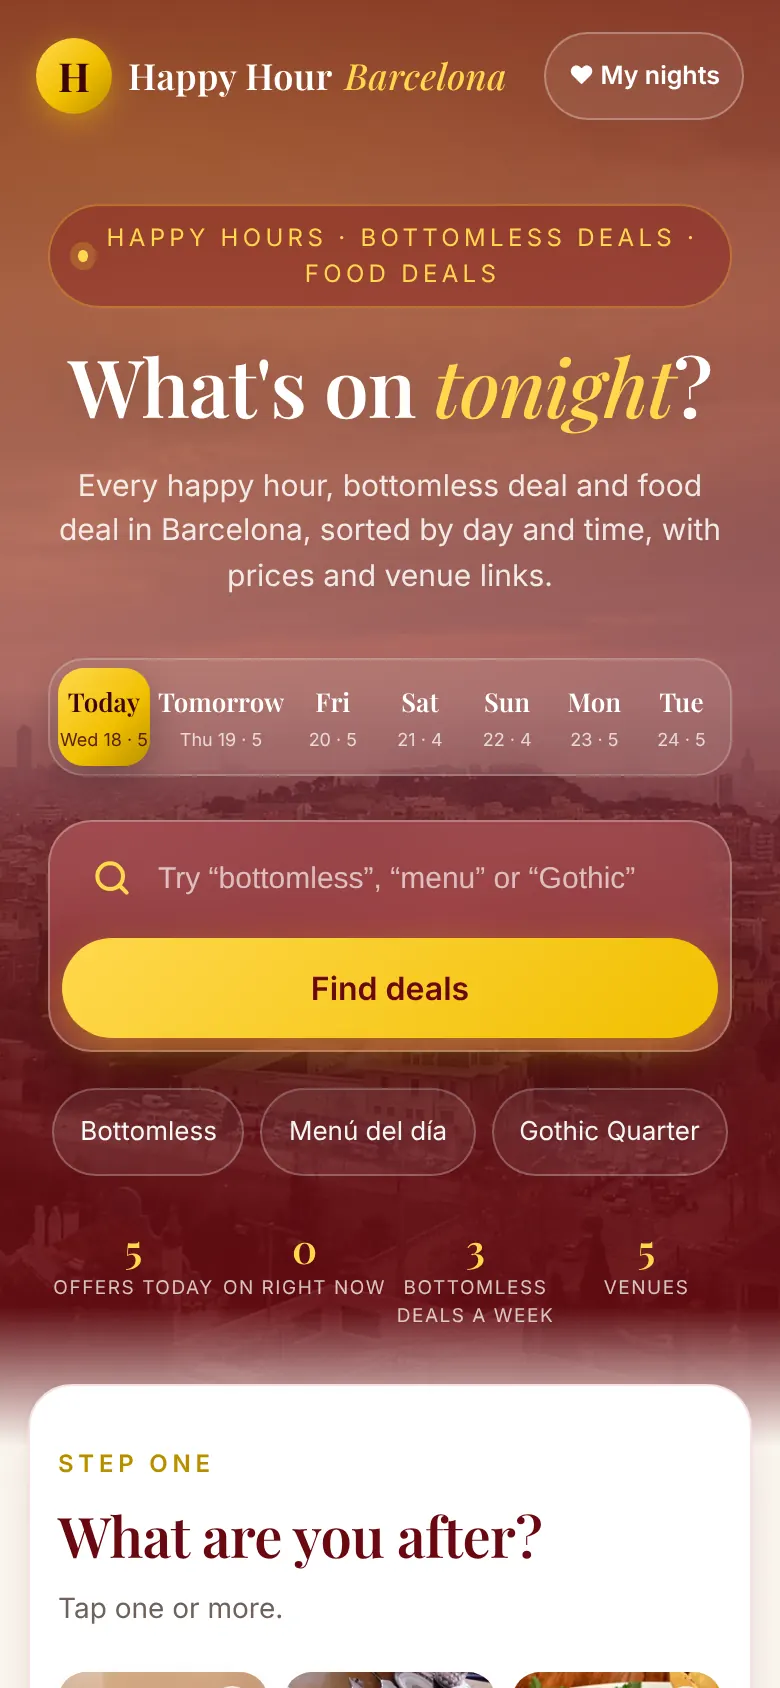 H Happy Hour Barcelona ♥ My nights
HAPPY HOURS · BOTTOMLESS DEALS ·
FOOD DEALS
What's on tonight?
Every happy hour, bottomless deal and food
deal in Barcelona, sorted by day and time, with
prices and venue links.
Today Tomorrow Fri Sat Sun Mon Tue
Wed 18 · 5 Thu 19 · 5 20 · 5 21 · 4 22 · 4 23 · 5 24 · 5
Try “bottomless”, “menu” or “Gothic”
Find deals
Bottomless Menú del día Gothic Quarter
5 0 3 5
OFFERS TODAY ON RIGHT NOW BOTTOMLESS VENUES
DEALS A WEEK
STEP ONE
What are you after?
Tap one or more.